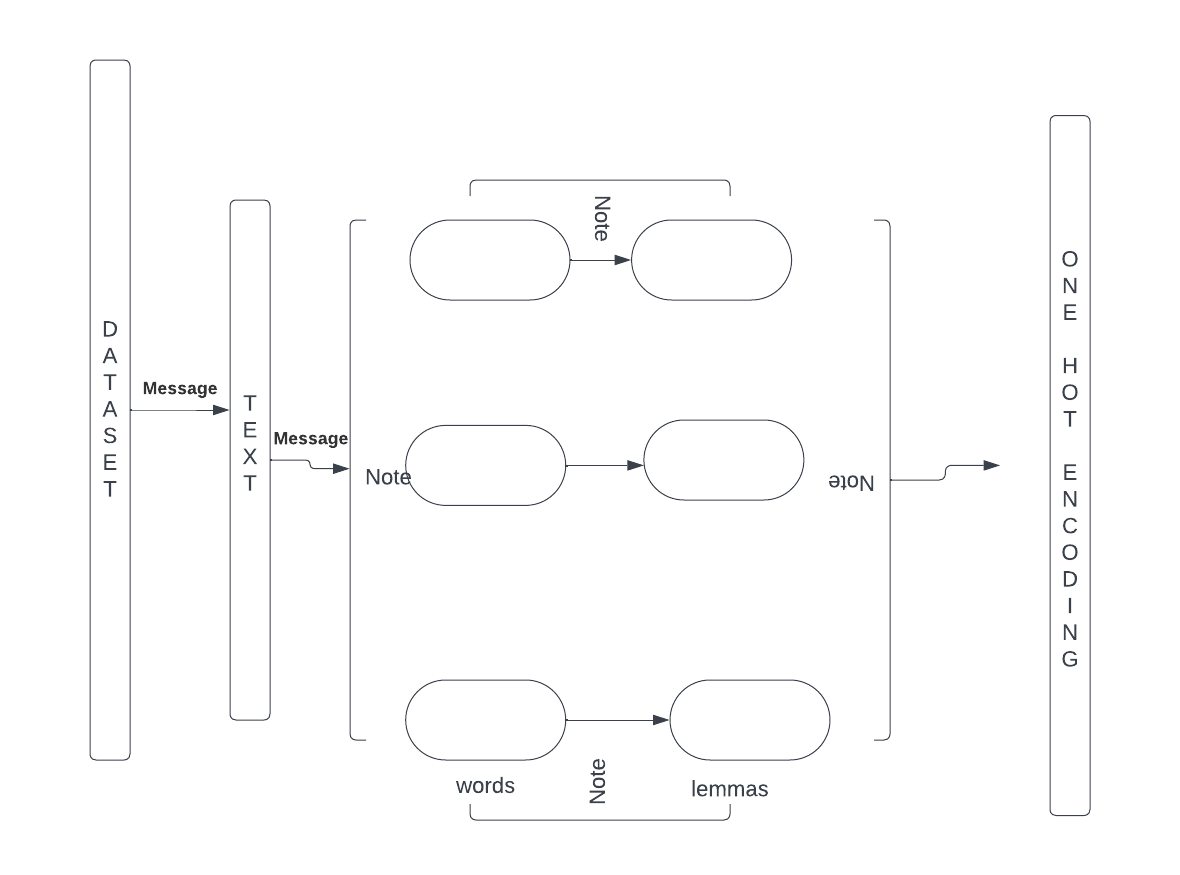 DATASET
Message
TEXT
Message
Note
Note
Note
words
Note
lemmas
ONE HOT ENCODING